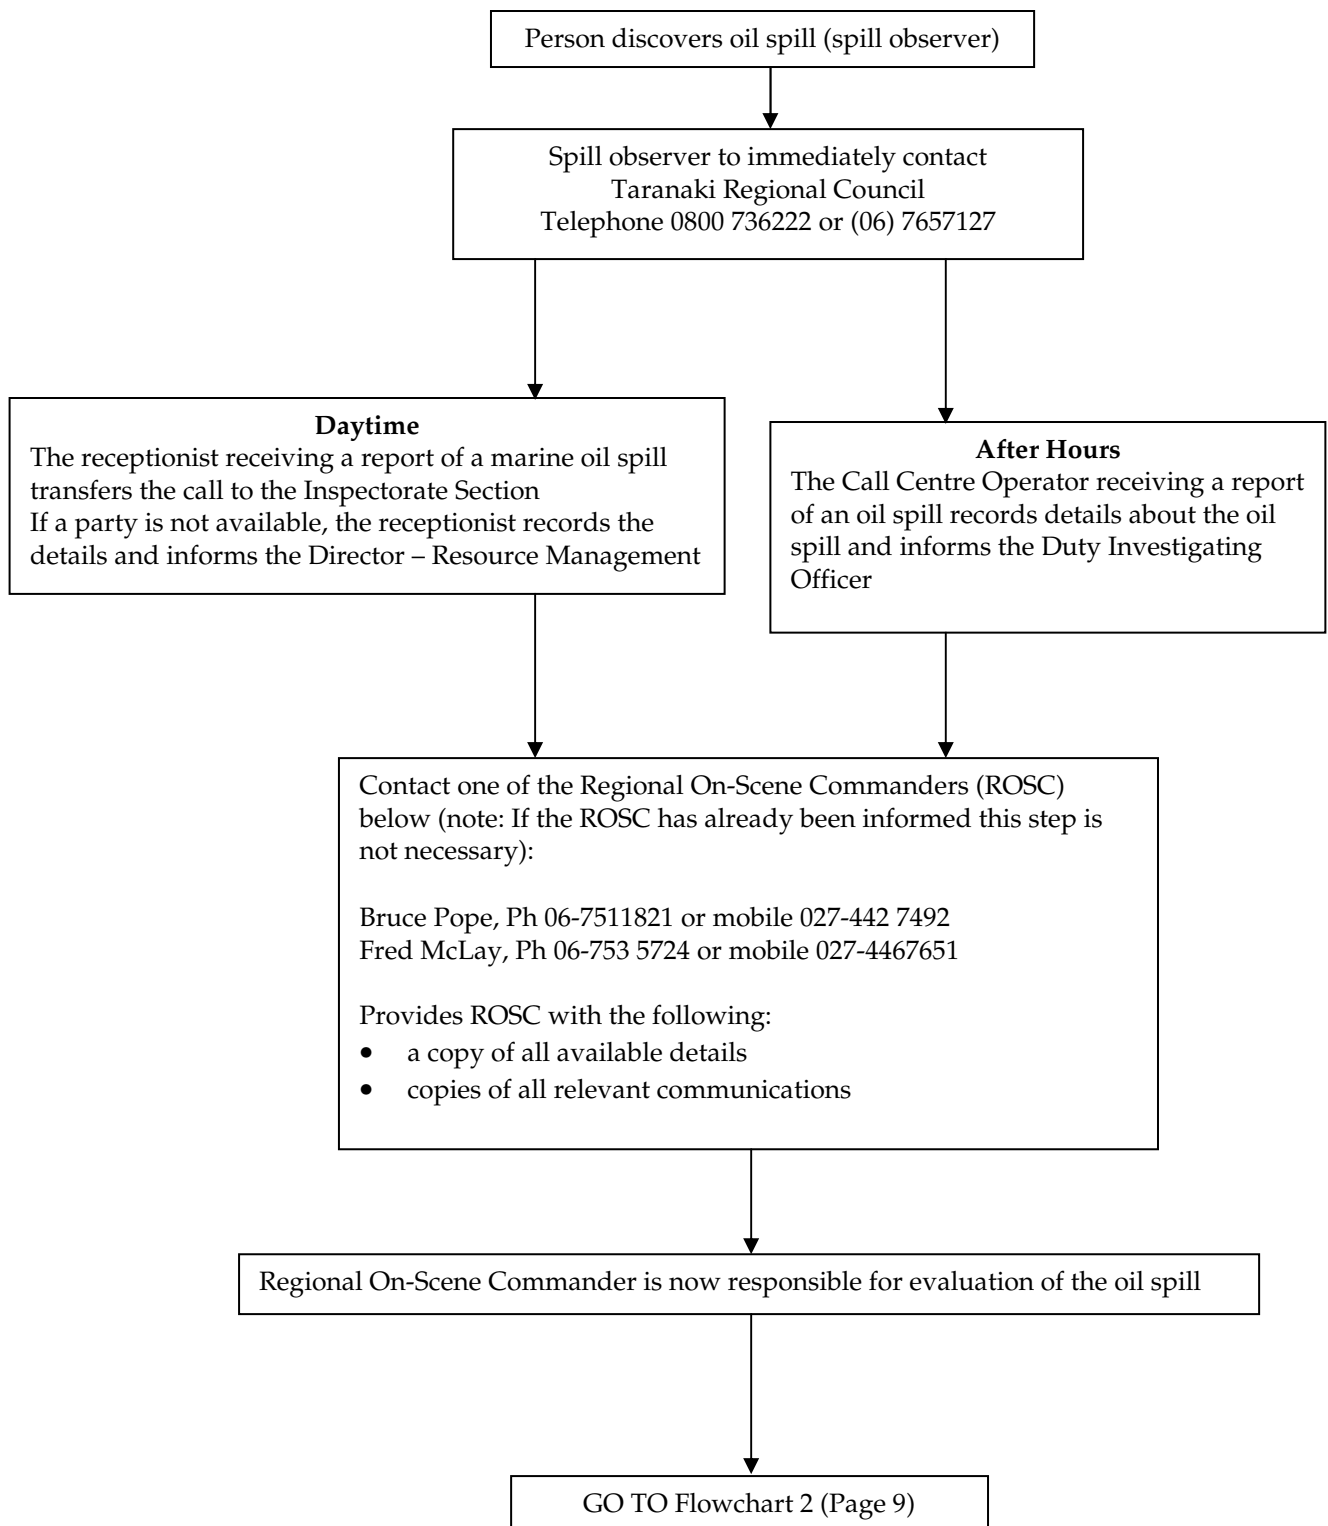 Person discovers oil spill (spill observer)
Spill observer to immediately contact
Taranaki Regional Council
Telephone 0800 736222 or (06) 7657127
Daytime
The receptionist receiving a report of a marine oil spill
transfers the call to the Inspectorate Section
If a party is not available, the receptionist records the
details and informs the Director – Resource Management
After Hours
The Call Centre Operator receiving a report
of an oil spill records details about the oil
spill and informs the Duty Investigating
Officer
Contact one of the Regional On-Scene Commanders (ROSC)
below (note: If the ROSC has already been informed this step is
not necessary):
Bruce Pope, Ph 06-7511821 or mobile 027-442 7492
Fred McLay, Ph 06-753 5724 or mobile 027-4467651
Provides ROSC with the following:
• a copy of all available details
• copies of all relevant communications
Regional On-Scene Commander is now responsible for evaluation of the oil spill
GO TO Flowchart 2 (Page 9)